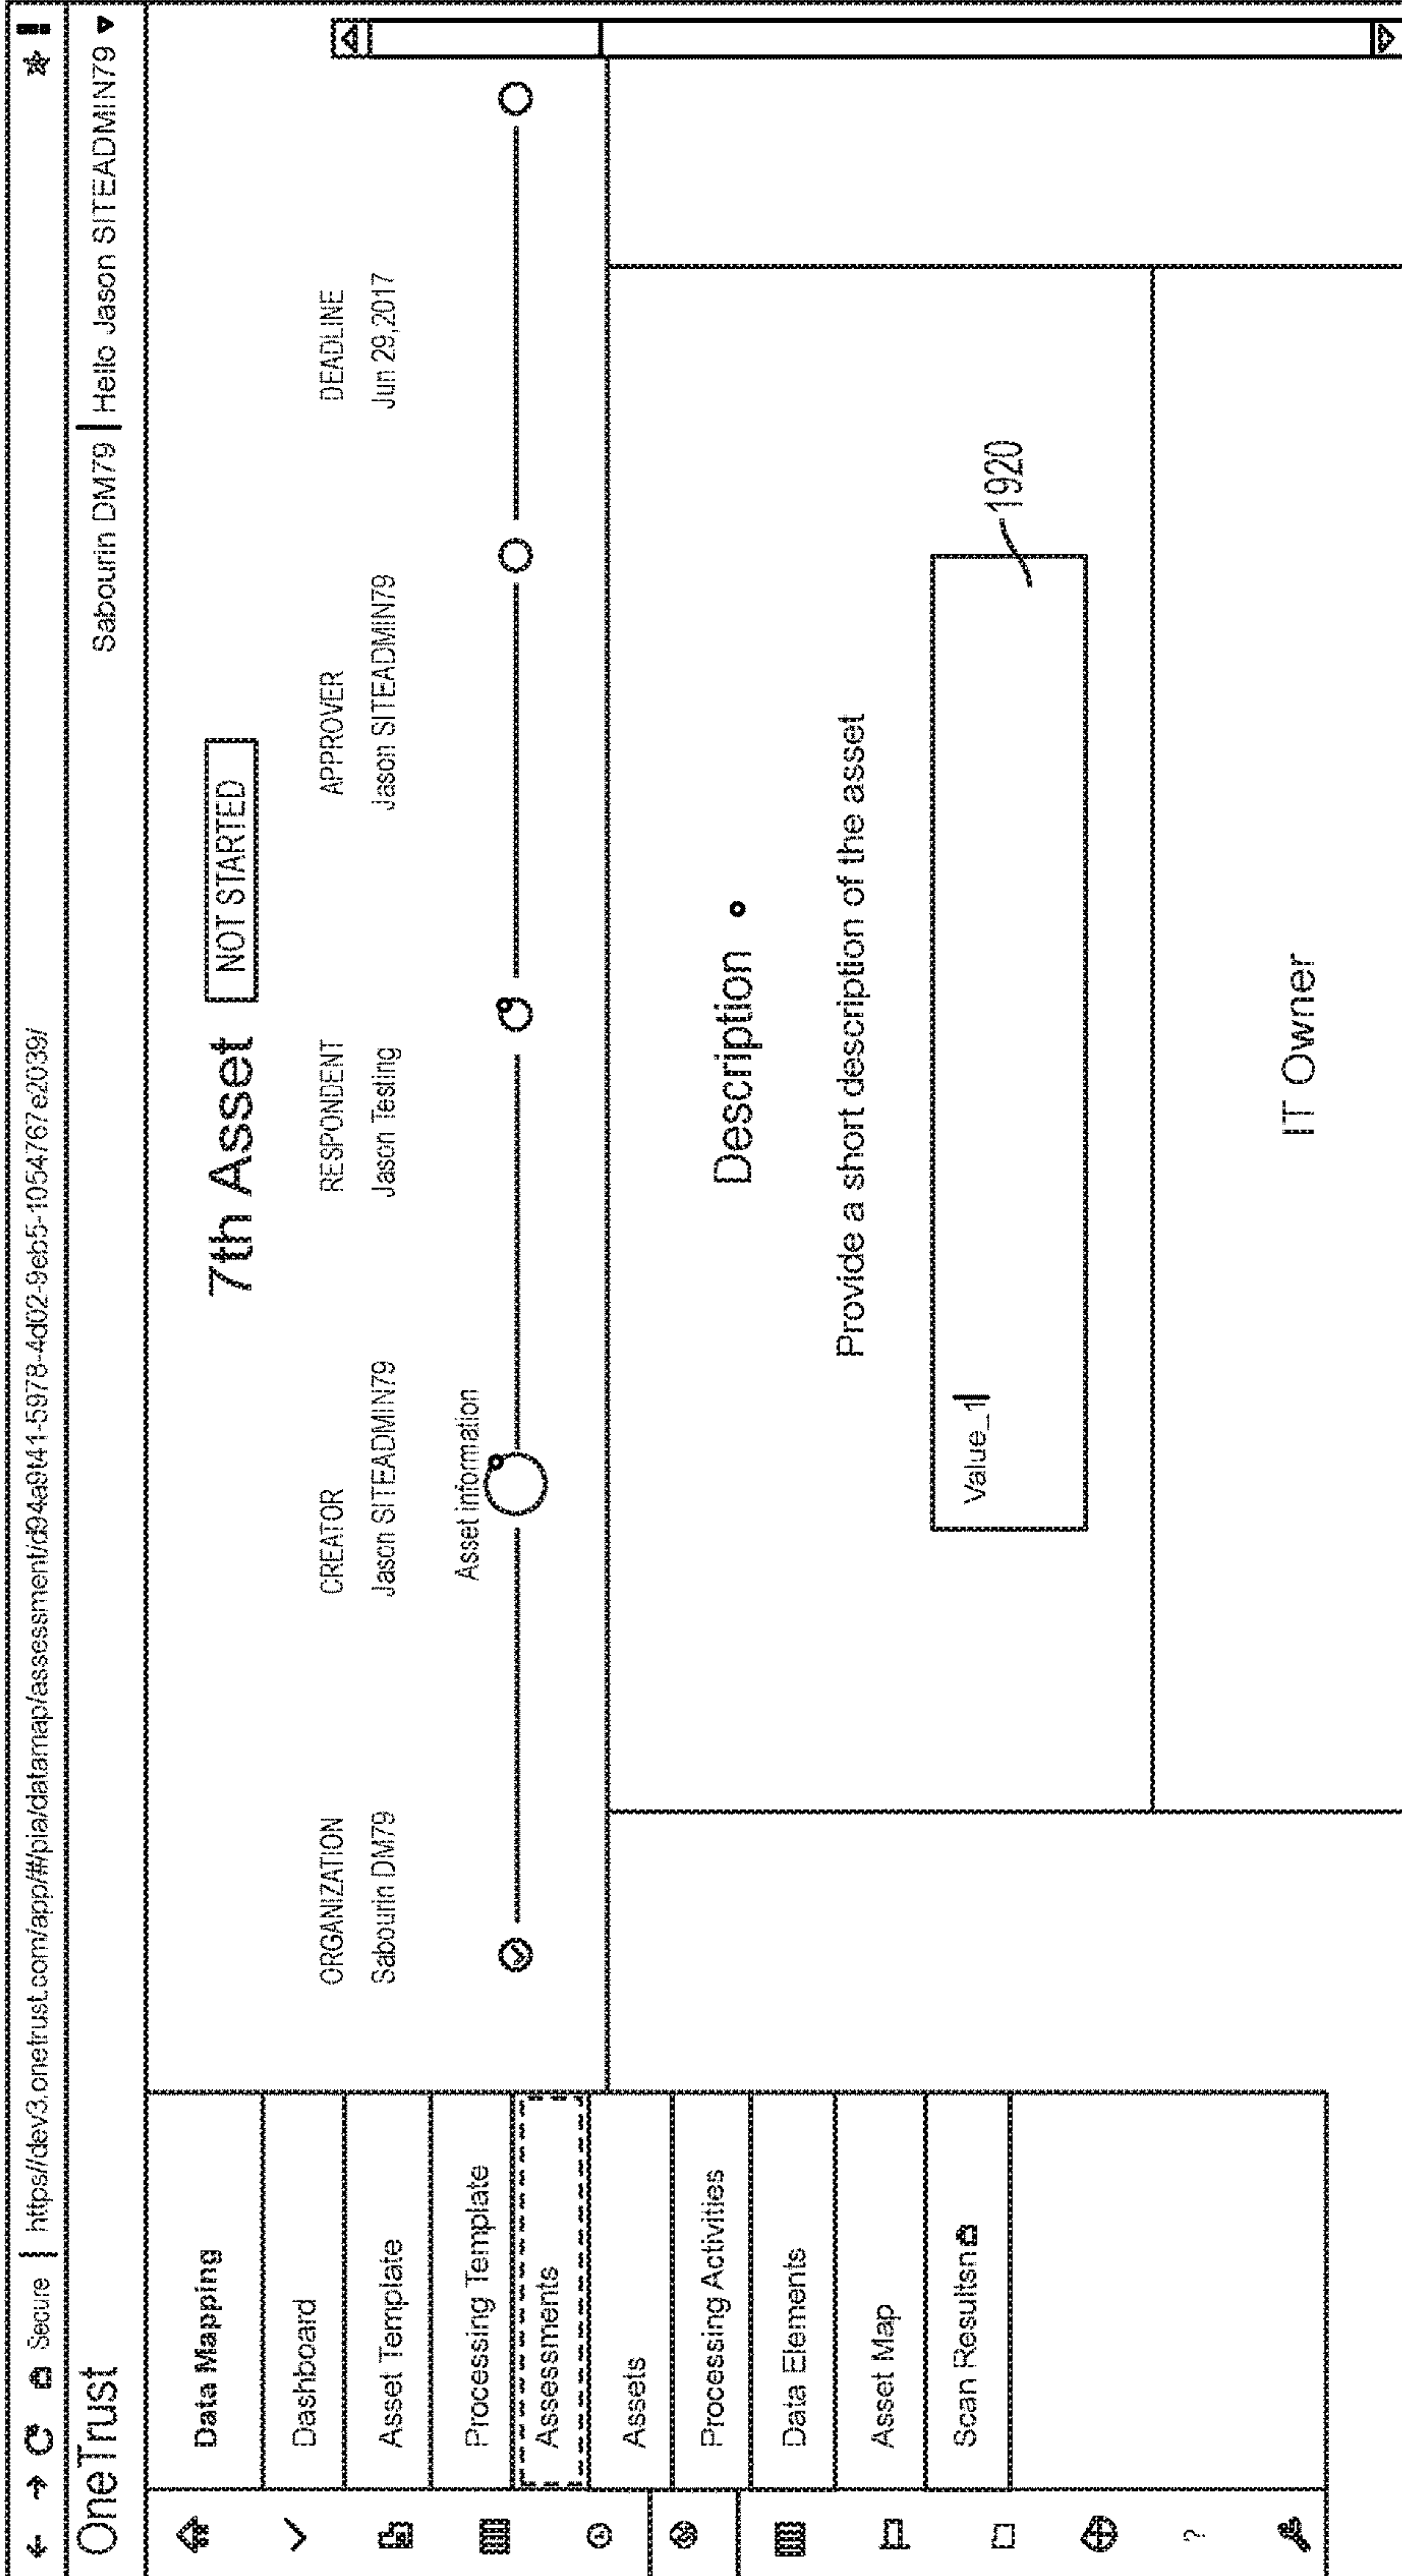 Secure | https//dev3.onetrust.com/app/#/pia/datamap/assessment/d94a9f41-5978-4d02-9eb5-1054767e2039/
OneTrust
Sabourin DM79 | Hello Jason SITEADMIN79
Data Mapping
Dashboard
Asset Template
Processing Template
Assessments
Assets
Processing Activities
Data Elements
Asset Map
Scan Resultsn
?
7th Asset NOT STARTED
ORGANIZATION CREATOR RESPONDENT APPROVER DEADLINE
Sabourin DM79 Jason SITEADMIN79 Jason Testing Jason SITEADMIN79 Jun 29,2017
Asset information
Description
Provide a short description of the asset
Value_1
1920
IT Owner